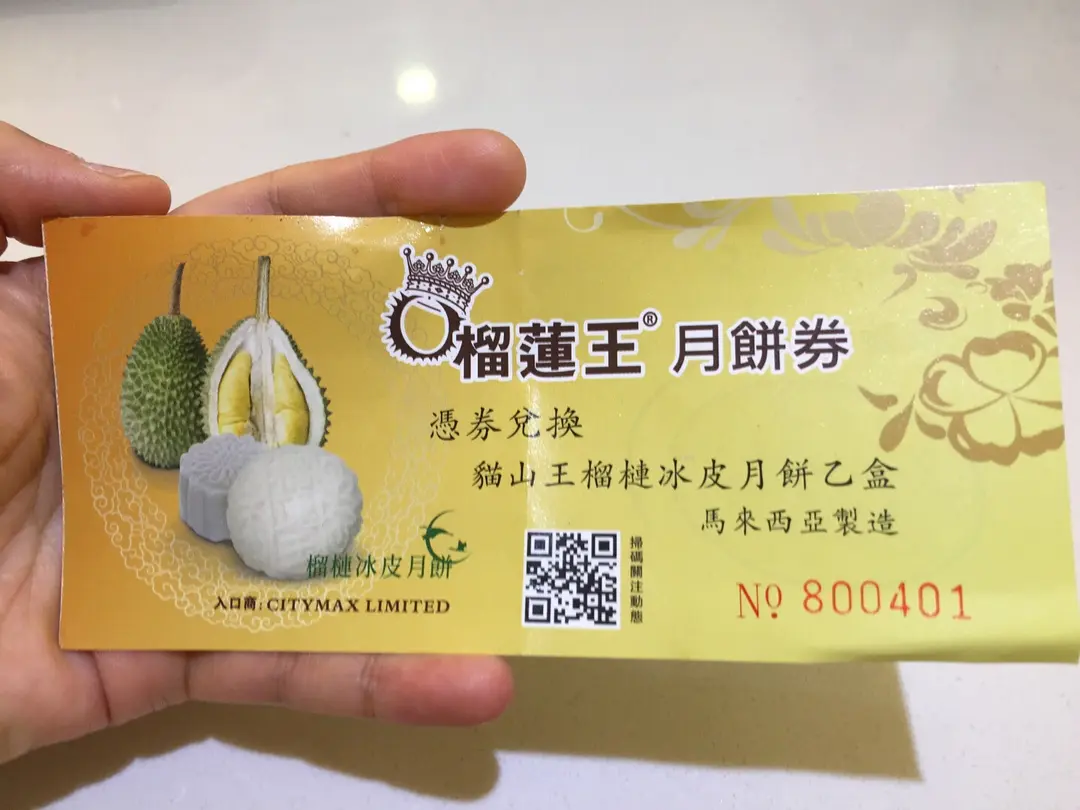 榴蓮王® 月餅券
憑券兌換
貓山王榴槤冰皮月餅乙盒
馬來西亞製造
榴槤冰皮月餅
入口商:CITYMAX LIMITED
掃碼關注動態
Nº 800401